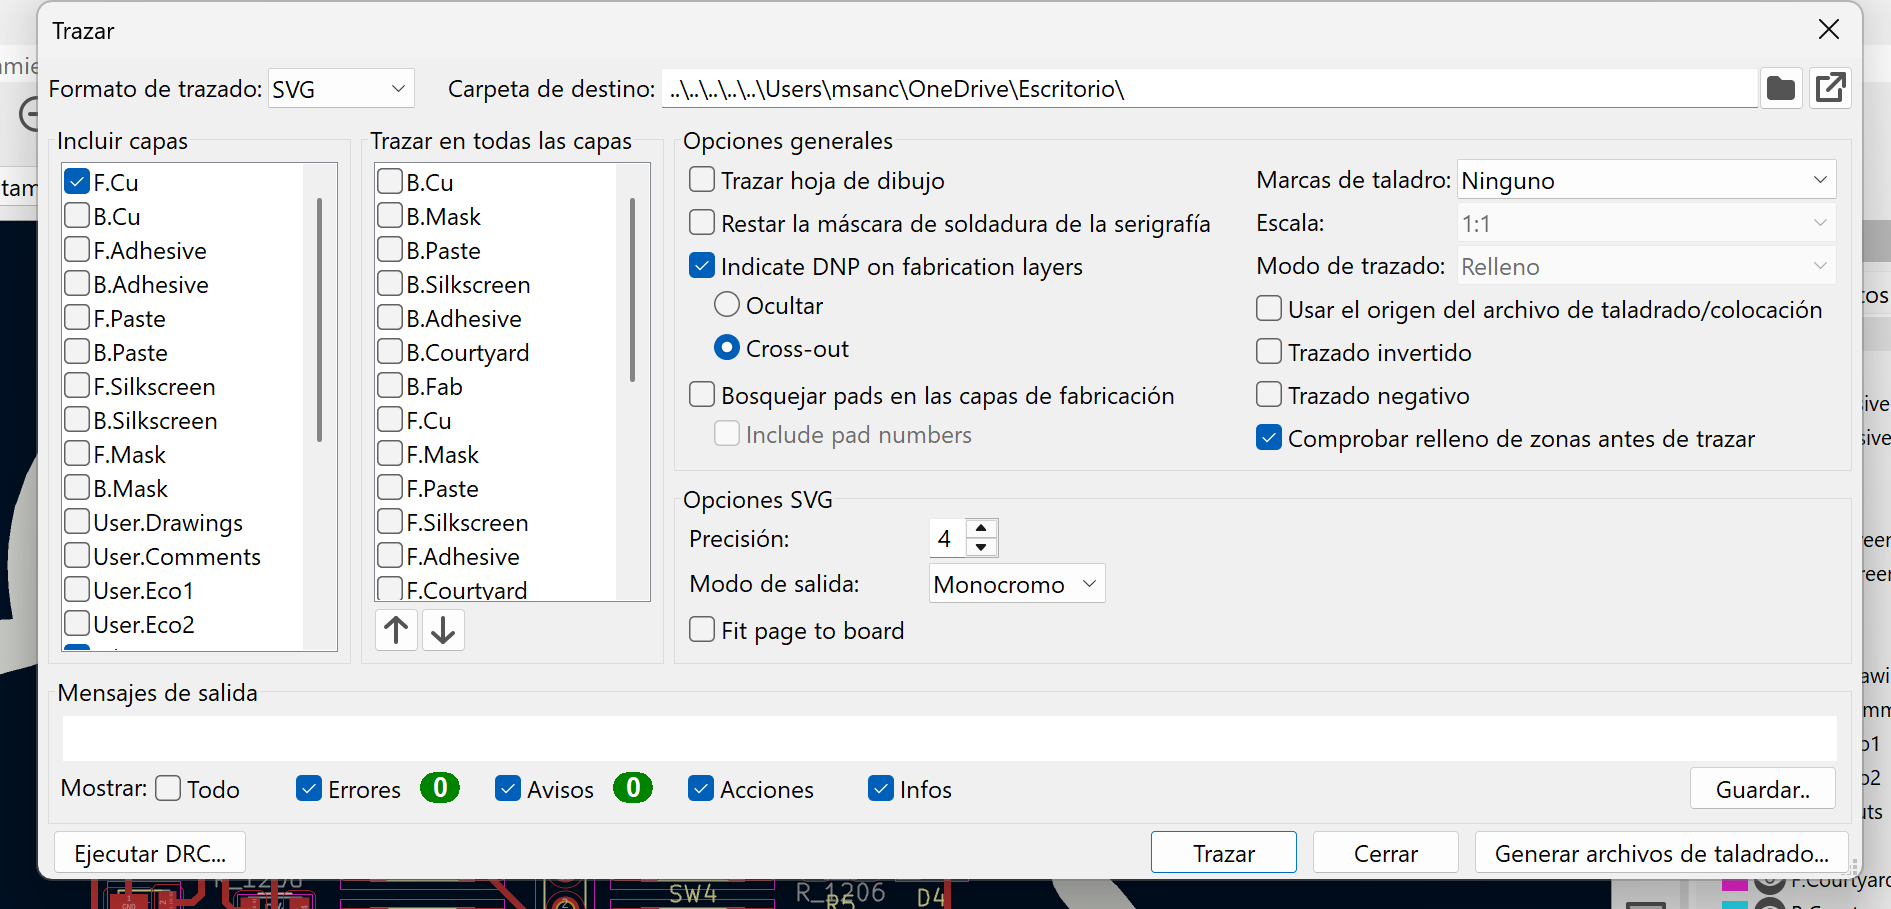 Trazar
Formato de trazado: SVG
Carpeta de destino: ..\..\..\..\..\Users\msanc\OneDrive\Escritorio\
Incluir capas
F.Cu
B.Cu
F.Adhesive
B.Adhesive
F.Paste
B.Paste
F.Silkscreen
B.Silkscreen
F.Mask
B.Mask
User.Drawings
User.Comments
User.Eco1
User.Eco2
Trazar en todas las capas
B.Cu
B.Mask
B.Paste
B.Silkscreen
B.Adhesive
B.Courtyard
B.Fab
F.Cu
F.Mask
F.Paste
F.Silkscreen
F.Adhesive
F.Courtyard
Opciones generales
Trazar hoja de dibujo
Restar la máscara de soldadura de la serigrafía
Indicate DNP on fabrication layers
Ocultar
Cross-out
Bosquejar pads en las capas de fabricación
Include pad numbers
Marcas de taladro: Ninguno
Escala: 1:1
Modo de trazado: Relleno
Usar el origen del archivo de taladrado/colocación
Trazado invertido
Trazado negativo
Comprobar relleno de zonas antes de trazar
Opciones SVG
Precisión: 4
Modo de salida: Monocromo
Fit page to board
Mensajes de salida
Mostrar: Todo Errores 0 Avisos 0 Acciones Infos Guardar..
Ejecutar DRC... Trazar Cerrar Generar archivos de taladrado...
R_1206 SW4 R_1206 R5 D4
F.Courtyard